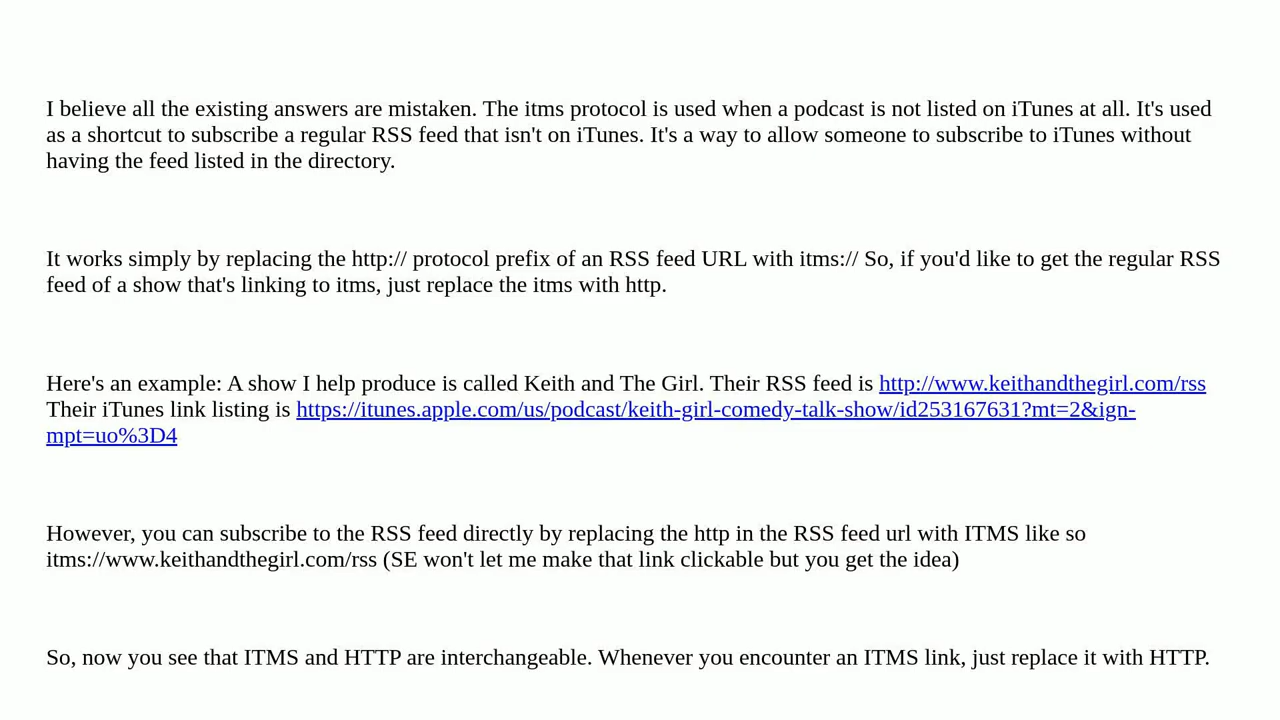 I believe all the existing answers are mistaken. The itms protocol is used when a podcast is not listed on iTunes at all. It's used
as a shortcut to subscribe a regular RSS feed that isn't on iTunes. It's a way to allow someone to subscribe to iTunes without
having the feed listed in the directory.
It works simply by replacing the http:// protocol prefix of an RSS feed URL with itms:// So, if you'd like to get the regular RSS
feed of a show that's linking to itms, just replace the itms with http.
Here's an example: A show I help produce is called Keith and The Girl. Their RSS feed is http://www.keithandthegirl.com/rss
Their iTunes link listing is https://itunes.apple.com/us/podcast/keith-girl-comedy-talk-show/id253167631?mt=2&ign-
mpt=uo%3D4
However, you can subscribe to the RSS feed directly by replacing the http in the RSS feed url with ITMS like so
itms://www.keithandthegirl.com/rss (SE won't let me make that link clickable but you get the idea)
So, now you see that ITMS and HTTP are interchangeable. Whenever you encounter an ITMS link, just replace it with HTTP.